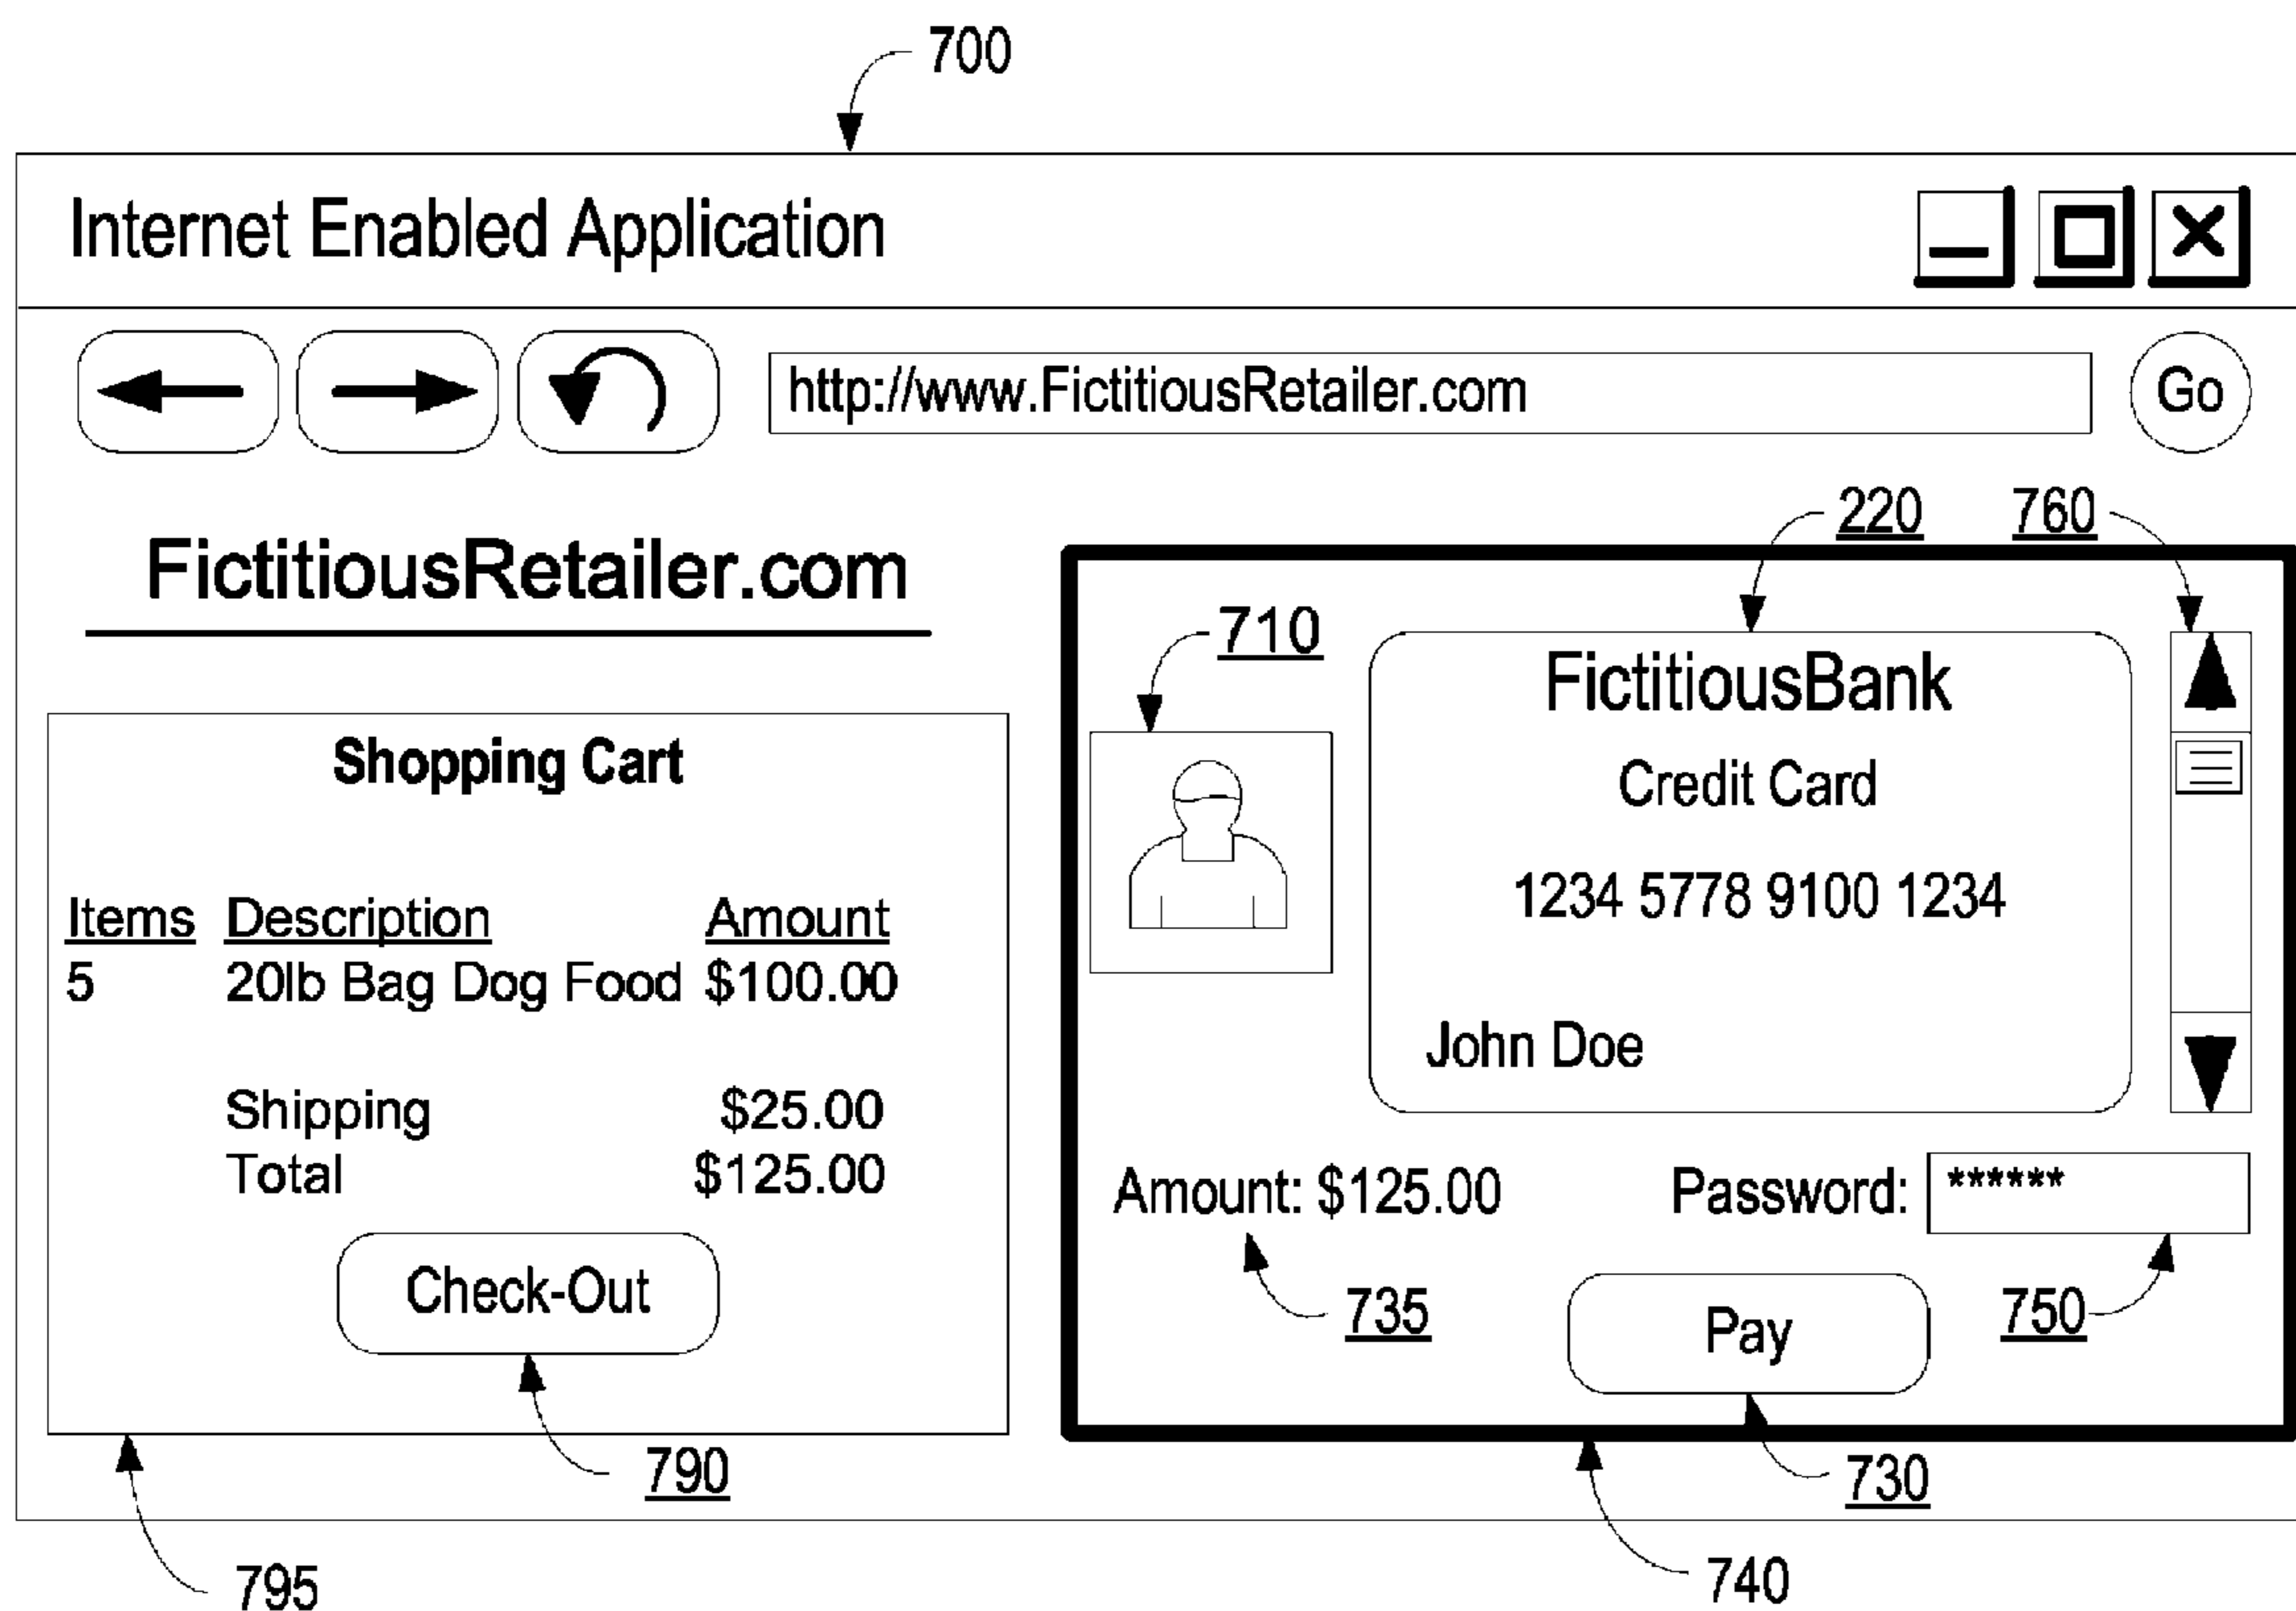 700
Internet Enabled Application
http://www.FictitiousRetailer.com
Go
FictitiousRetailer.com
Shopping Cart
Items Description Amount
5 20lb Bag Dog Food $100.00
Shipping $25.00
Total $125.00
Check-Out
790
795
220
760
710
FictitiousBank
Credit Card
1234 5778 9100 1234
John Doe
Amount: $125.00
Password: ******
735
750
Pay
730
740